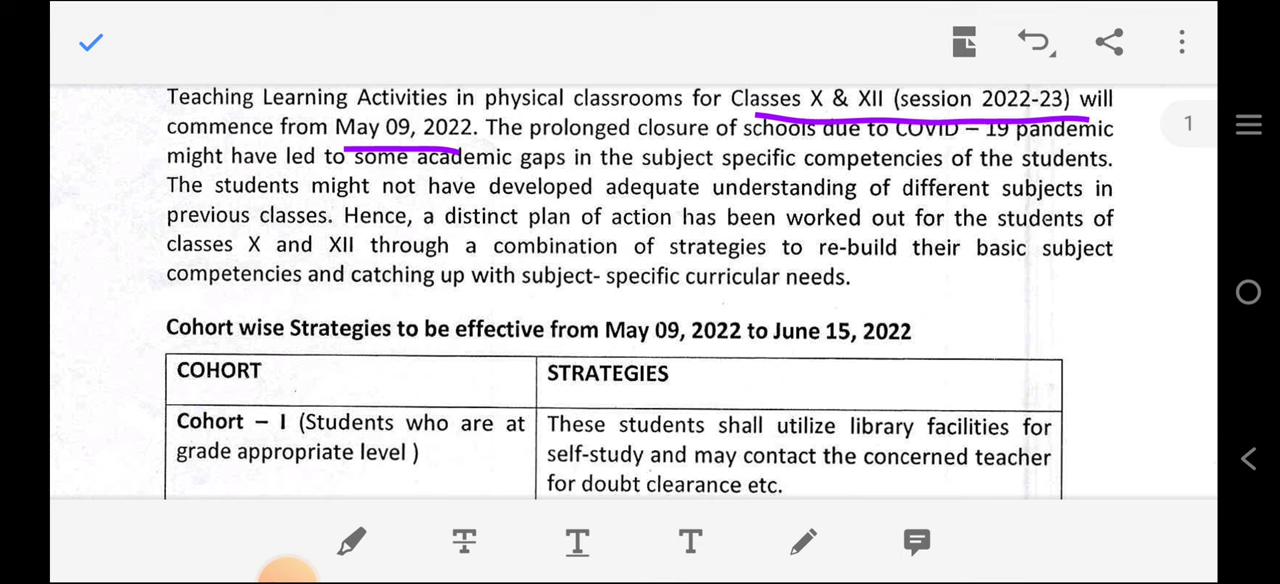 Teaching Learning Activities in physical classrooms for Classes X & XII (session 2022-23) will
1
commence from May 09, 2022. The prolonged closure of schools due to COVID – 19 pandemic
might have led to some academic gaps in the subject specific competencies of the students.
The students might not have developed adequate understanding of different subjects in
previous classes. Hence, a distinct plan of action has been worked out for the students of
classes X and XII through a combination of strategies to re-build their basic subject
competencies and catching up with subject- specific curricular needs.
Cohort wise Strategies to be effective from May 09, 2022 to June 15, 2022
COHORT
STRATEGIES
Cohort – I (Students who are at
grade appropriate level )
These students shall utilize library facilities for
self-study and may contact the concerned teacher
for doubt clearance etc.